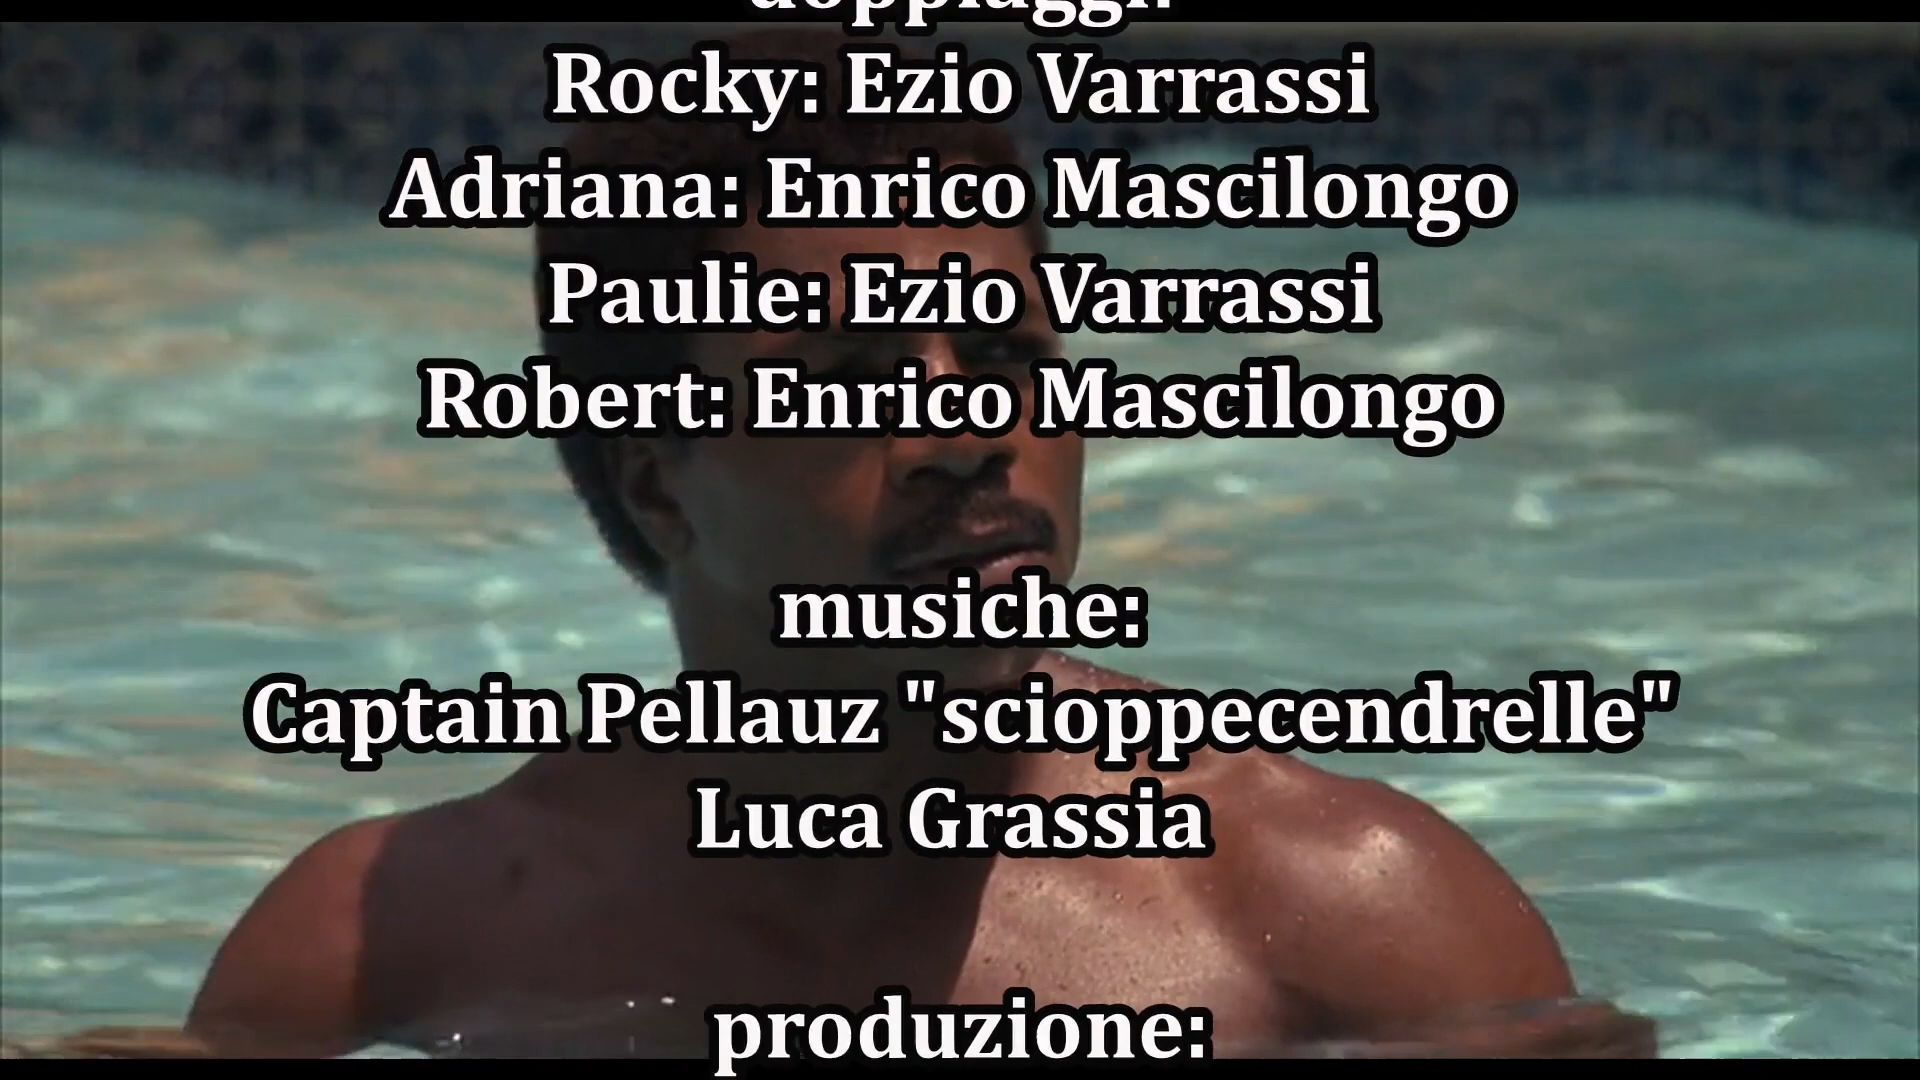 doppiaggi:
Rocky: Ezio Varrassi
Adriana: Enrico Mascilongo
Paulie: Ezio Varrassi
Robert: Enrico Mascilongo
musiche:
Captain Pellauz "scioppecendrelle"
Luca Grassia
produzione: